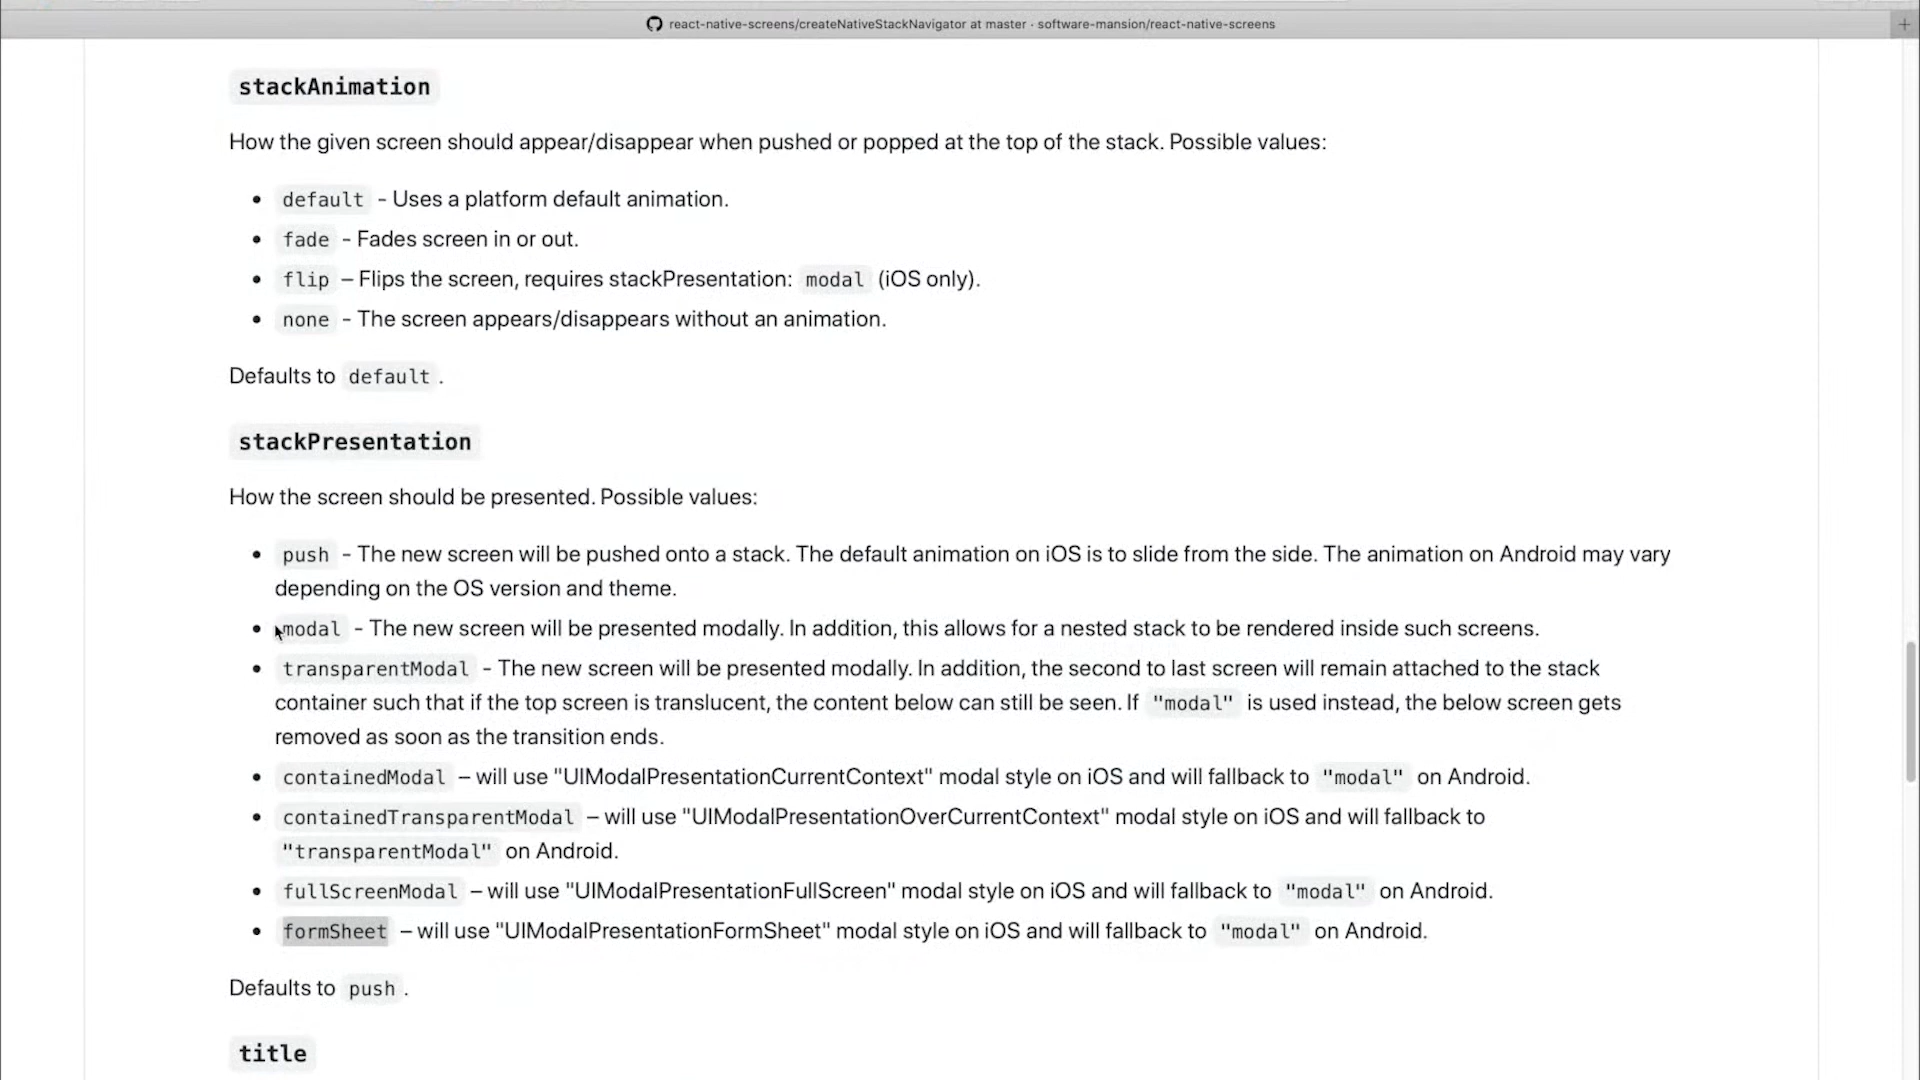 react-native-screens/createNativeStackNavigator at master · software-mansion/react-native-screens
stackAnimation
How the given screen should appear/disappear when pushed or popped at the top of the stack. Possible values:
• default - Uses a platform default animation.
• fade - Fades screen in or out.
• flip – Flips the screen, requires stackPresentation: modal (iOS only).
• none - The screen appears/disappears without an animation.
Defaults to default .
stackPresentation
How the screen should be presented. Possible values:
• push - The new screen will be pushed onto a stack. The default animation on iOS is to slide from the side. The animation on Android may vary
depending on the OS version and theme.
• modal - The new screen will be presented modally. In addition, this allows for a nested stack to be rendered inside such screens.
• transparentModal - The new screen will be presented modally. In addition, the second to last screen will remain attached to the stack
container such that if the top screen is translucent, the content below can still be seen. If "modal" is used instead, the below screen gets
removed as soon as the transition ends.
• containedModal – will use "UIModalPresentationCurrentContext" modal style on iOS and will fallback to "modal" on Android.
• containedTransparentModal – will use "UIModalPresentationOverCurrentContext" modal style on iOS and will fallback to
"transparentModal" on Android.
• fullScreenModal – will use "UIModalPresentationFullScreen" modal style on iOS and will fallback to "modal" on Android.
• formSheet – will use "UIModalPresentationFormSheet" modal style on iOS and will fallback to "modal" on Android.
Defaults to push .
title